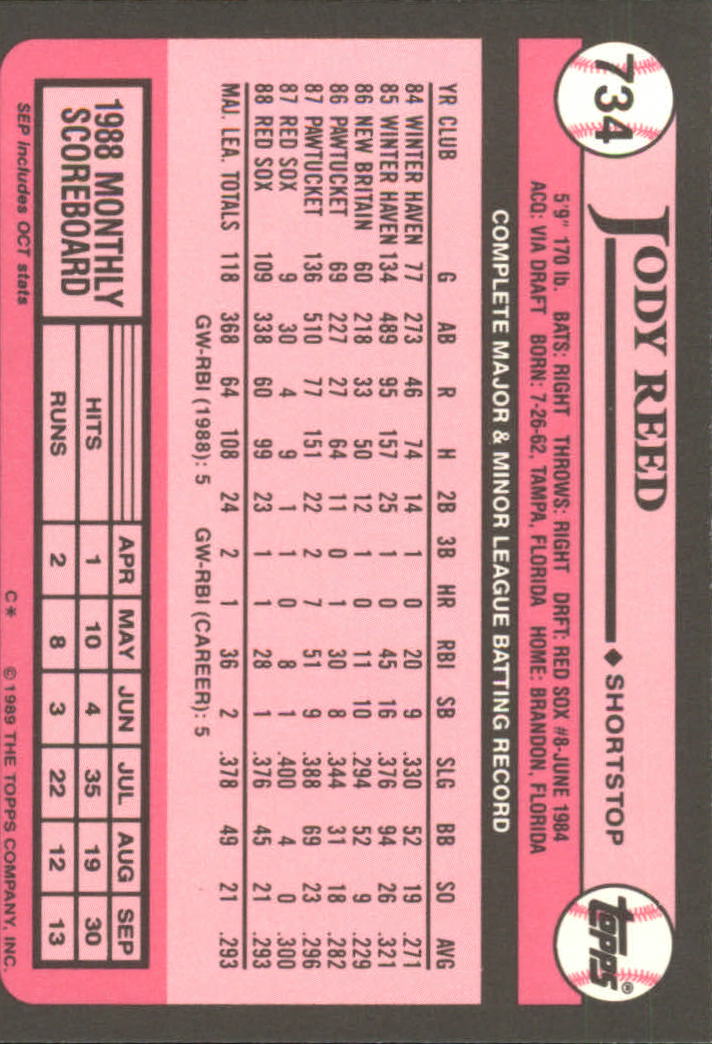 734
JODY REED ◆ SHORTSTOP
topps®
5'9" 170 lb. BATS: RIGHT THROWS: RIGHT DRFT: RED SOX #8-JUNE 1984
ACQ: VIA DRAFT BORN: 7-26-62, TAMPA, FLORIDA HOME: BRANDON, FLORIDA
COMPLETE MAJOR & MINOR LEAGUE BATTING RECORD
YR CLUB G AB R H 2B 3B HR RBI SB SLG BB SO AVG
84 WINTER HAVEN 77 273 46 74 14 1 0 20 9 .330 52 19 .271
85 WINTER HAVEN 134 489 95 157 25 1 0 45 16 .376 94 26 .321
86 NEW BRITAIN 60 218 33 50 12 1 0 11 10 .294 52 9 .229
86 PAWTUCKET 69 227 27 64 11 0 1 30 8 .344 31 18 .282
87 PAWTUCKET 136 510 77 151 22 2 7 51 9 .388 69 23 .296
87 RED SOX 9 30 4 9 1 1 0 8 1 .400 4 0 .300
88 RED SOX 109 338 60 99 23 1 1 28 1 .376 45 21 .293
MAJ. LEA. TOTALS 118 368 64 108 24 2 1 36 2 .378 49 21 .293
GW-RBI (1988): 5 GW-RBI (CAREER): 5
1988 MONTHLY
SCOREBOARD
APR MAY JUN JUL AUG SEP
HITS 1 10 4 35 19 30
RUNS 2 8 3 22 12 13
SEP includes OCT stats
C* © 1989 THE TOPPS COMPANY, INC.